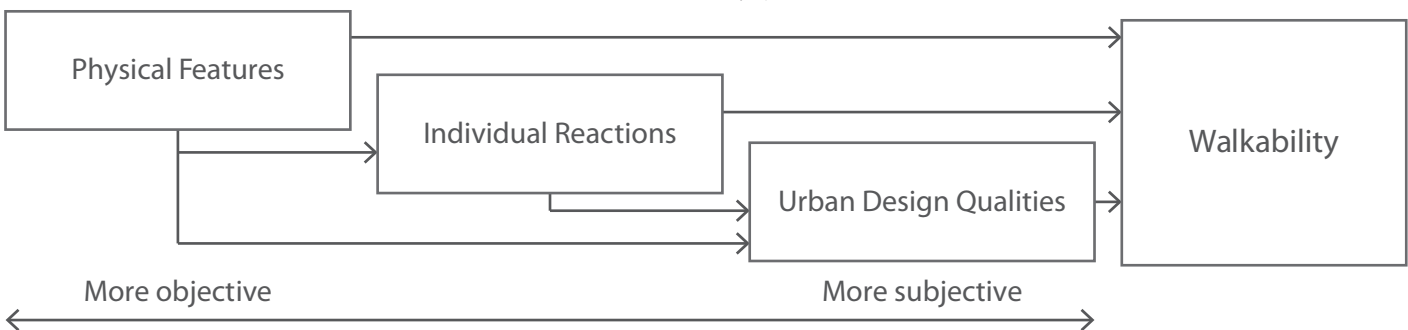 Physical Features
Individual Reactions
Urban Design Qualities
Walkability
More objective
More subjective